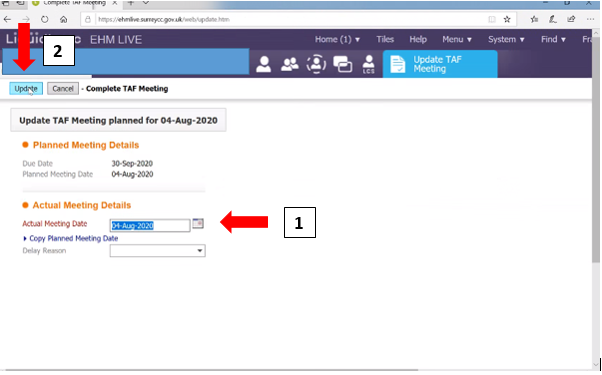 Complete TAF Meeting
https://ehmlive.surreycc.gov.uk/web/update.htm
EHM LIVE
Home (1) Tiles Help Menu System Find
2
LCS
Update TAF
Meeting
Update Cancel - Complete TAF Meeting
Update TAF Meeting planned for 04-Aug-2020
Planned Meeting Details
Due Date 30-Sep-2020
Planned Meeting Date 04-Aug-2020
Actual Meeting Details
Actual Meeting Date 04-Aug-2020
1
Copy Planned Meeting Date
Delay Reason